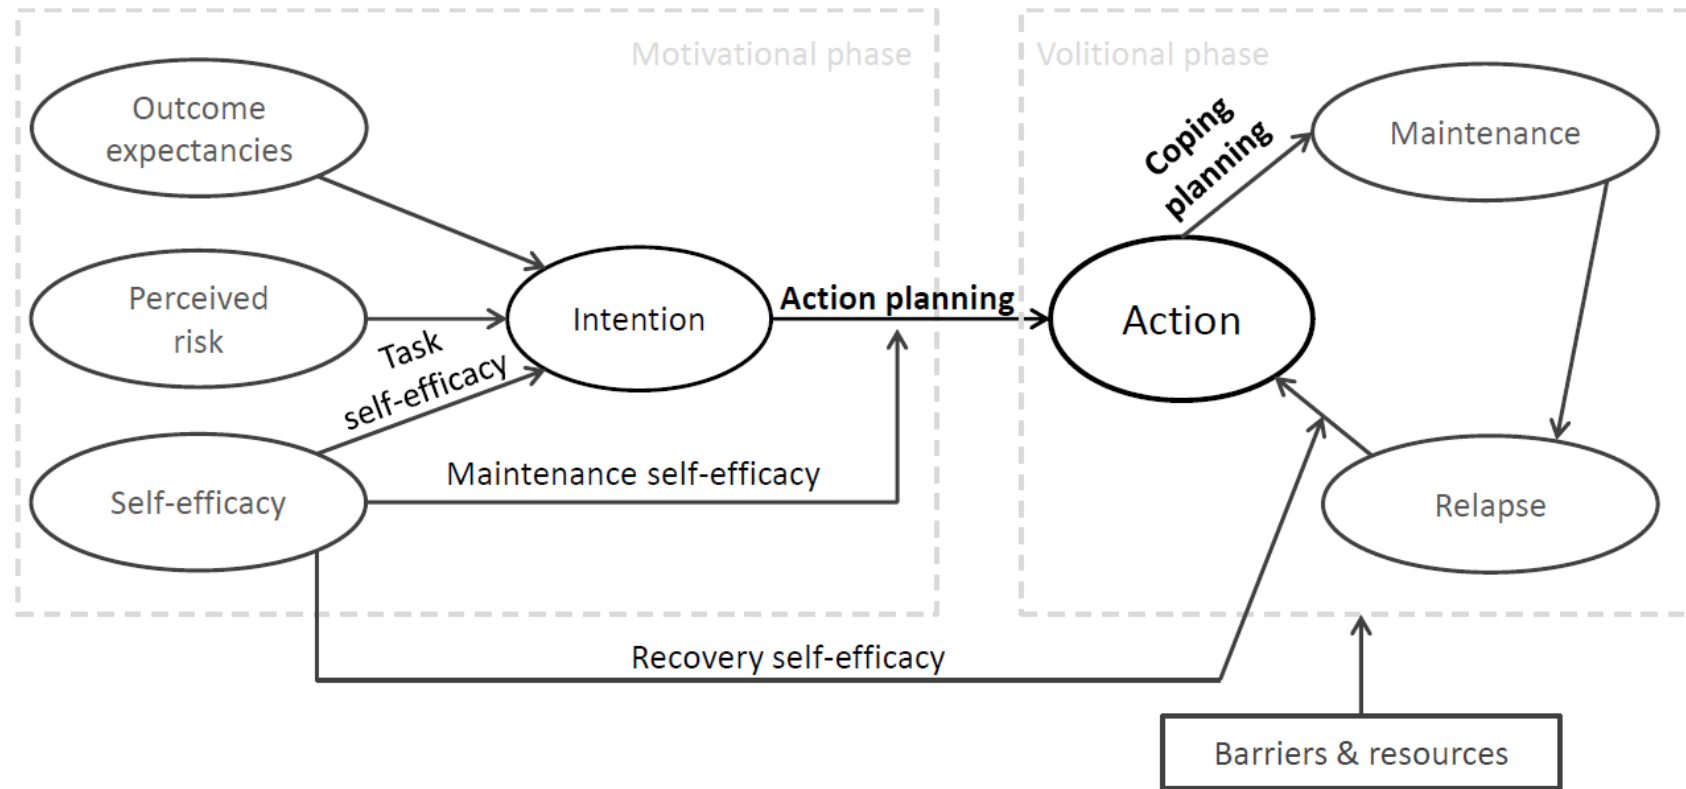 Motivational phase
Volitional phase
Outcome
expectancies
Perceived
risk
Self-efficacy
Task
self-efficacy
Intention
Action planning
Maintenance self-efficacy
Recovery self-efficacy
Action
Coping
planning
Maintenance
Relapse
Barriers & resources